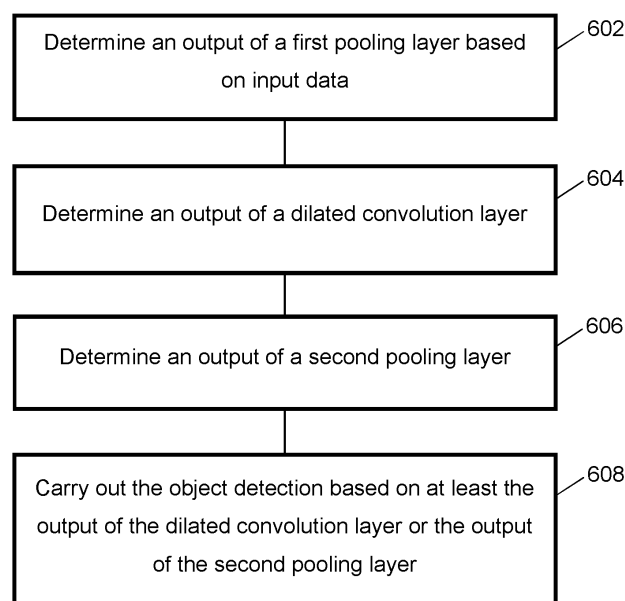 Determine an output of a first pooling layer based
on input data
602
Determine an output of a dilated convolution layer
604
Determine an output of a second pooling layer
606
Carry out the object detection based on at least the
output of the dilated convolution layer or the output
of the second pooling layer
608